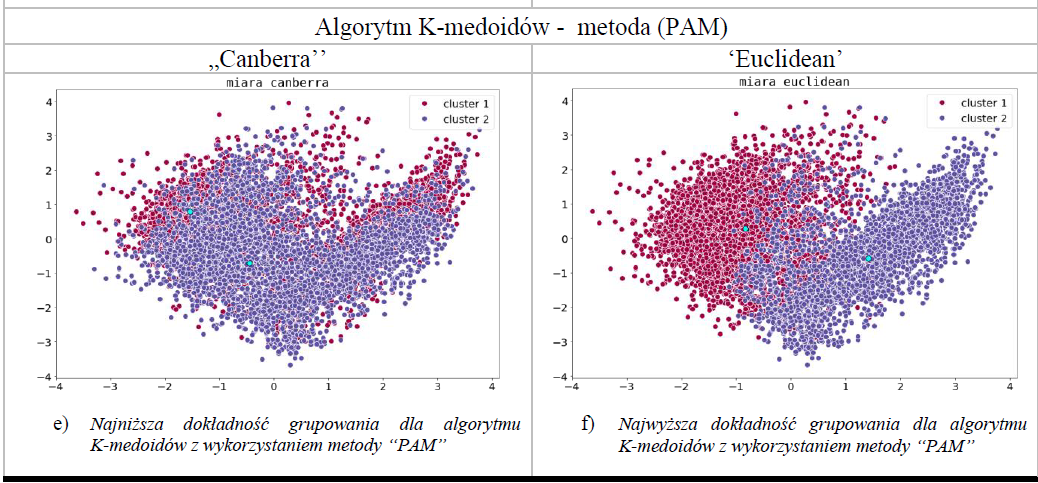 Algorytm K-medoidów - metoda (PAM)
„Canberra’’
‘Euclidean’
miara canberra
cluster 1
cluster 2
4
3
2
1
0
−1
−2
−3
−4
−4 −3 −2 −1 0 1 2 3 4
miara euclidean
cluster 1
cluster 2
4
3
2
1
0
−1
−2
−3
−4
−4 −3 −2 −1 0 1 2 3 4
e) Najniższa dokładność grupowania dla algorytmu
K-medoidów z wykorzystaniem metody “PAM”
f) Najwyższa dokładność grupowania dla algorytmu
K-medoidów z wykorzystaniem metody “PAM”